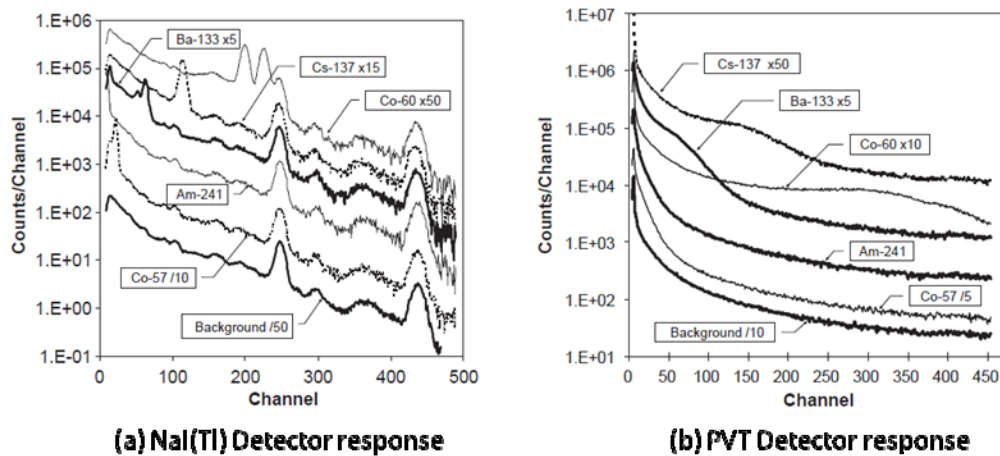 1.E+06
1.E+05
1.E+04
1.E+03
1.E+02
1.E+01
1.E+00
1.E-01
Counts/Channel
Ba-133 x5
Cs-137 x15
Co-60 x50
Am-241
Co-57 /10
Background /50
0 100 200 300 400 500
Channel
(a) NaI(Tl) Detector response
1.E+07
1.E+06
1.E+05
1.E+04
1.E+03
1.E+02
1.E+01
Counts/Channel
Cs-137 x50
Ba-133 x5
Co-60 x10
Am-241
Co-57 /5
Background /10
0 50 100 150 200 250 300 350 400 450
Channel
(b) PVT Detector response